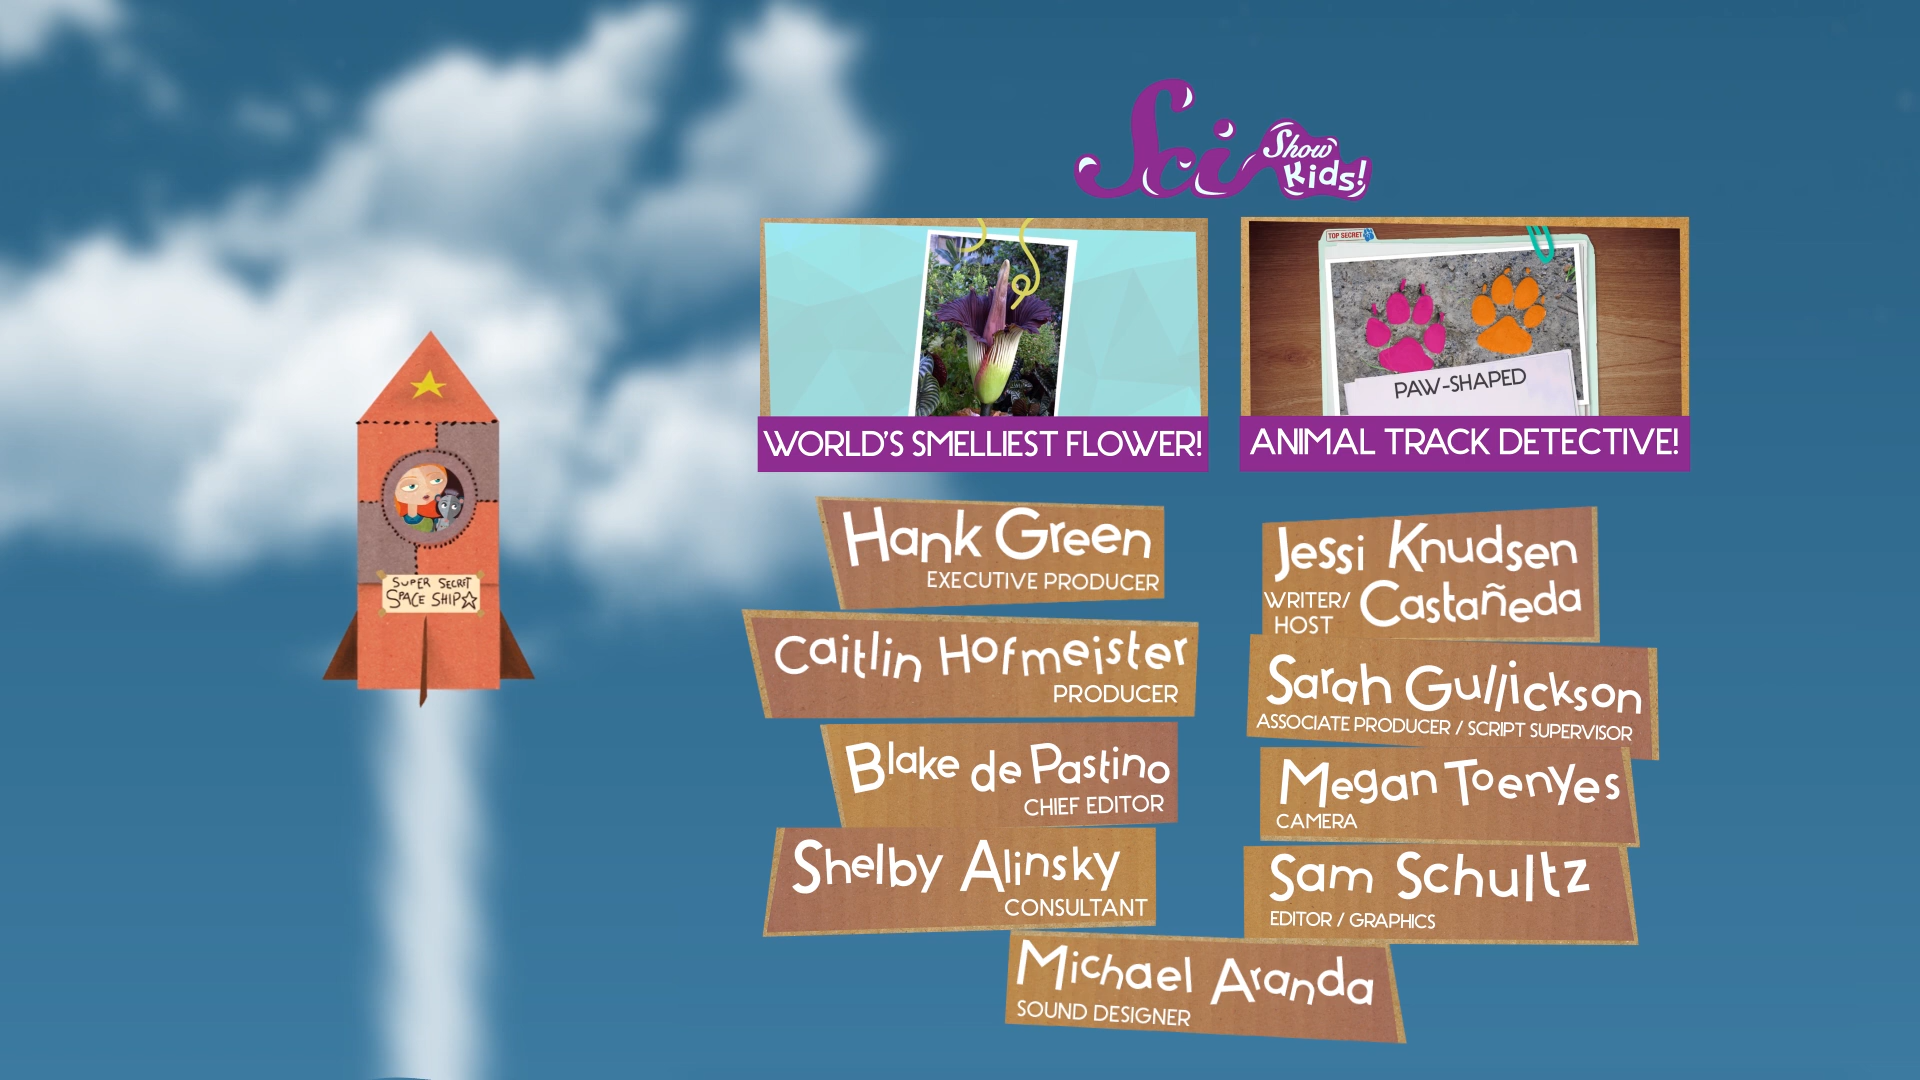 Sci Show
Kids!
TOP SECRET
PAW-SHAPED
WORLD'S SMELLIEST FLOWER!
ANIMAL TRACK DETECTIVE!
SUPER SECRET
SPACE SHIP
Hank Green
EXECUTIVE PRODUCER
Caitlin Hofmeister
PRODUCER
Blake de Pastino
CHIEF EDITOR
Shelby Alinsky
CONSULTANT
Jessi Knudsen
WRITER/ Castañeda
HOST
Sarah Gullickson
ASSOCIATE PRODUCER / SCRIPT SUPERVISOR
Megan Toenyes
CAMERA
Sam Schultz
EDITOR / GRAPHICS
Michael Aranda
SOUND DESIGNER